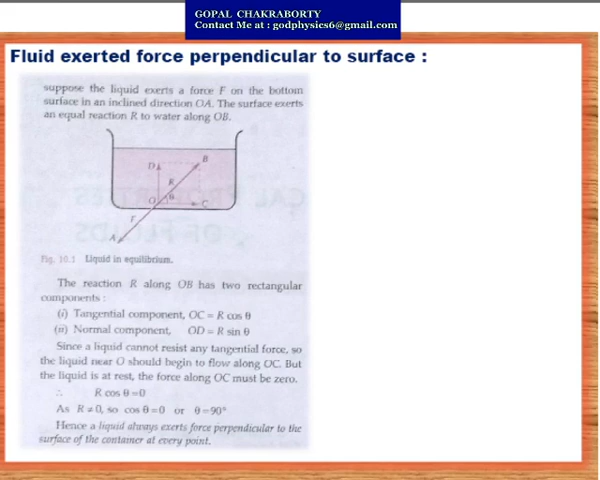 GOPAL CHAKRABORTY
Contact Me at : godphysics6@gmail.com
Fluid exerted force perpendicular to surface :
suppose the liquid exerts a force F on the bottom
surface in an inclined direction OA. The surface exerts
an equal reaction R to water along OB.
D
B
R
O
θ
C
F
A
Fig. 10.1 Liquid in equilibrium.
The reaction R along OB has two rectangular
components :
(i) Tangential component, OC = R cos θ
(ii) Normal component, OD = R sin θ
Since a liquid cannot resist any tangential force, so
the liquid near O should begin to flow along OC. But
the liquid is at rest, the force along OC must be zero.
∴ R cos θ = 0
As R ≠ 0, so cos θ = 0 or θ = 90°
Hence a liquid always exerts force perpendicular to the
surface of the container at every point.